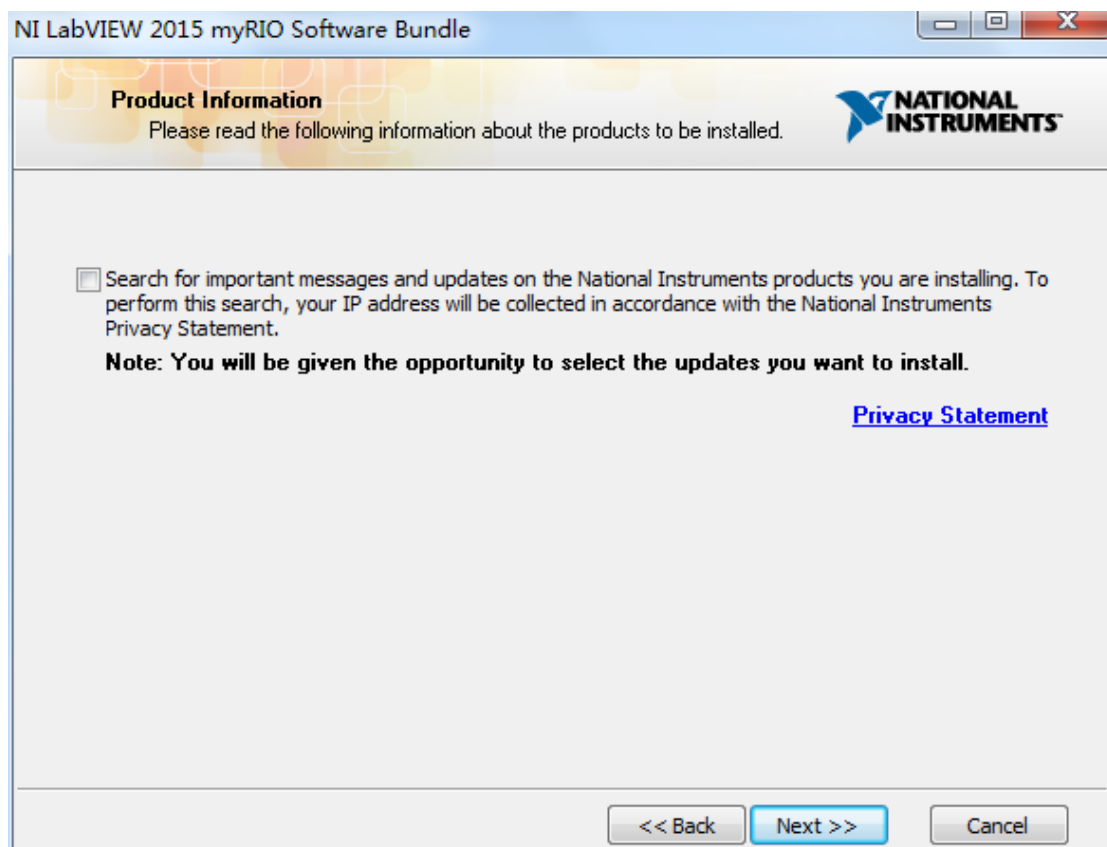 NI LabVIEW 2015 myRIO Software Bundle
Product Information
Please read the following information about the products to be installed.
NATIONAL
INSTRUMENTS™
Search for important messages and updates on the National Instruments products you are installing. To
perform this search, your IP address will be collected in accordance with the National Instruments
Privacy Statement.
Note: You will be given the opportunity to select the updates you want to install.
Privacy Statement
<< Back
Next >>
Cancel